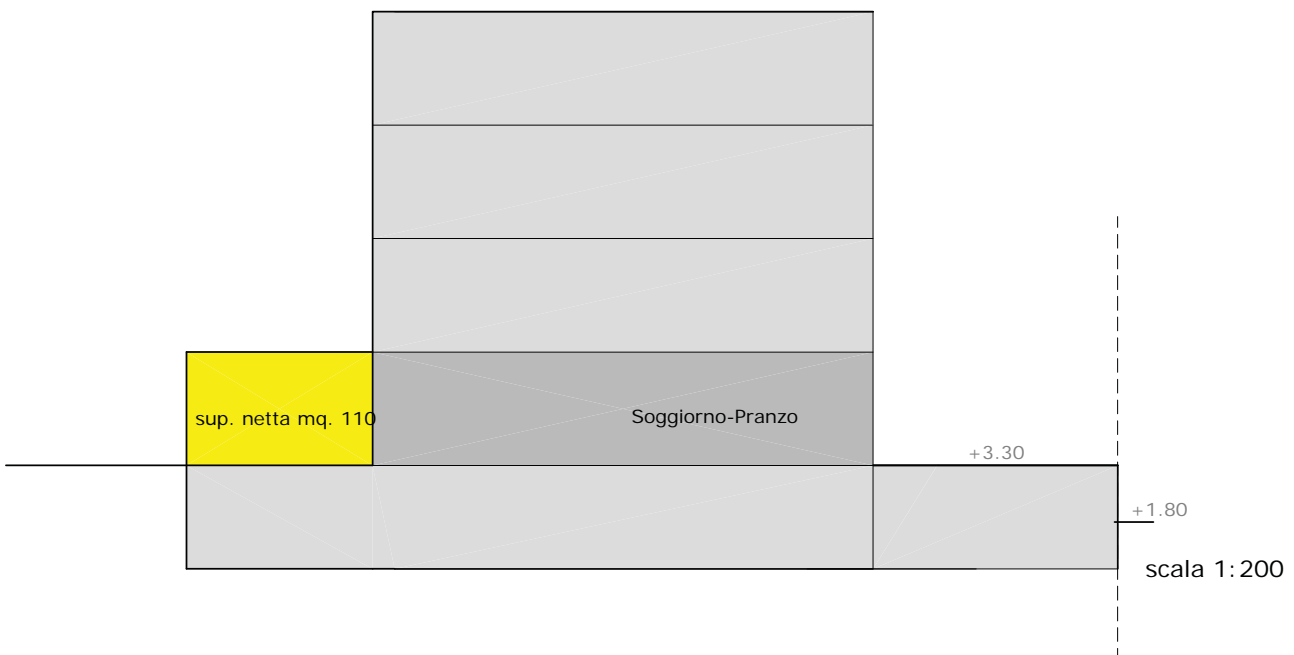 sup. netta mq. 110
Soggiorno-Pranzo
+3.30
+1.80
scala 1:200